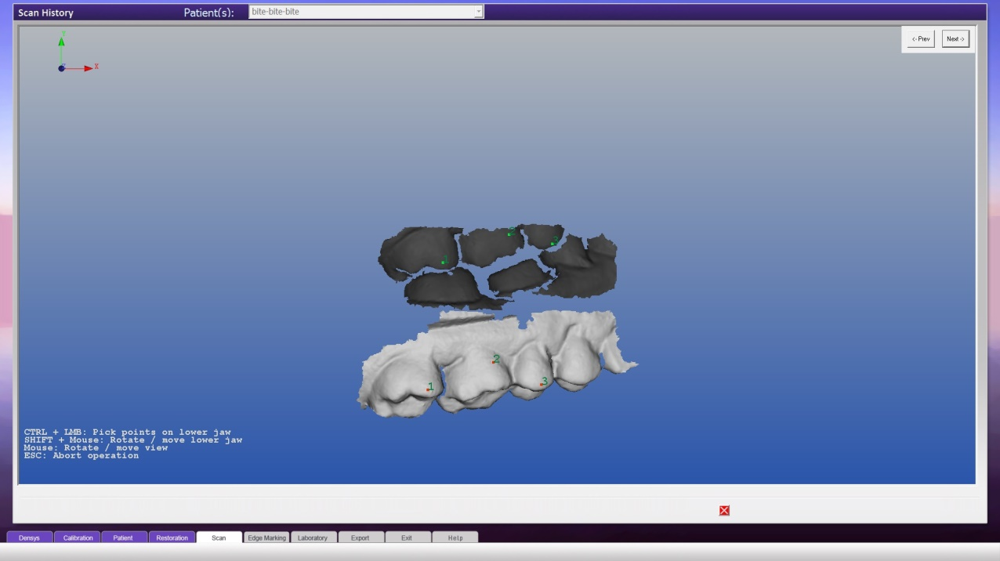 Scan History
Patient(s):
bite-bite-bite
<- Prev
Next ->
Y
X
2
3
1
2
1
3
CTRL + LMB: Pick points on lower jaw
SHIFT + Mouse: Rotate / move lower jaw
Mouse: Rotate / move view
ESC: Abort operation
Densys
Calibration
Patient
Restoration
Scan
Edge Marking
Laboratory
Export
Exit
Help